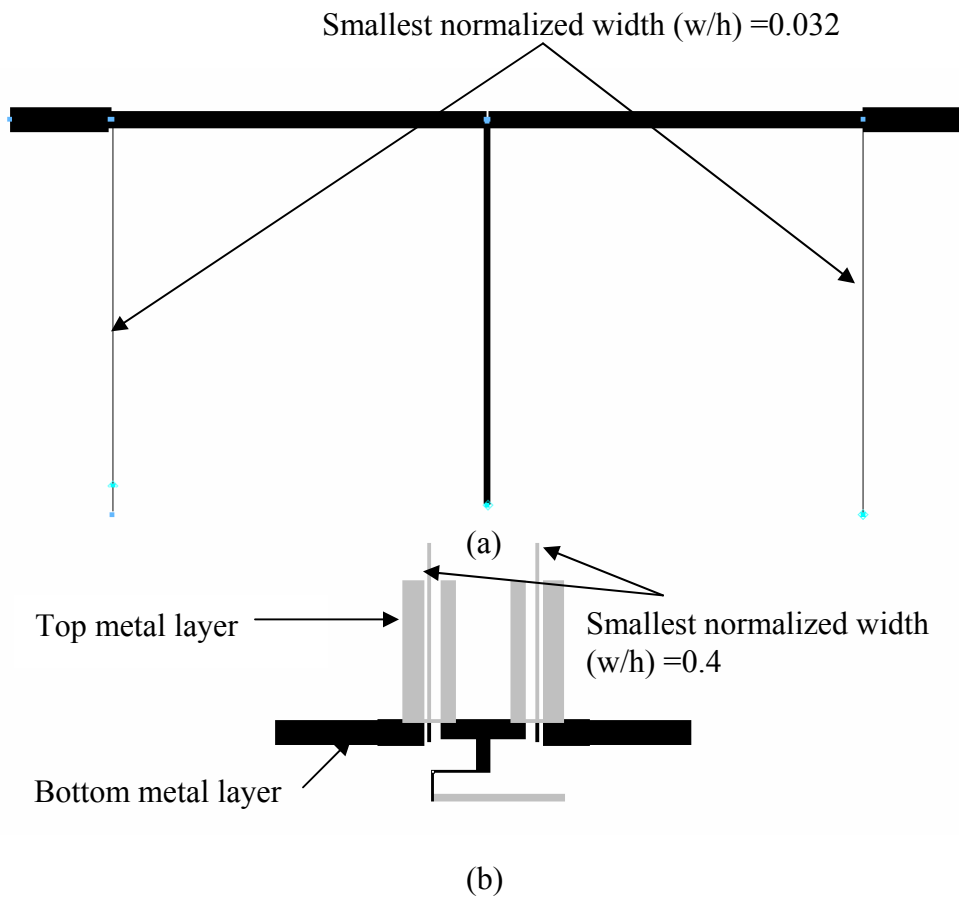 Smallest normalized width (w/h) =0.032
(a)
Top metal layer
Smallest normalized width
(w/h) =0.4
Bottom metal layer
(b)